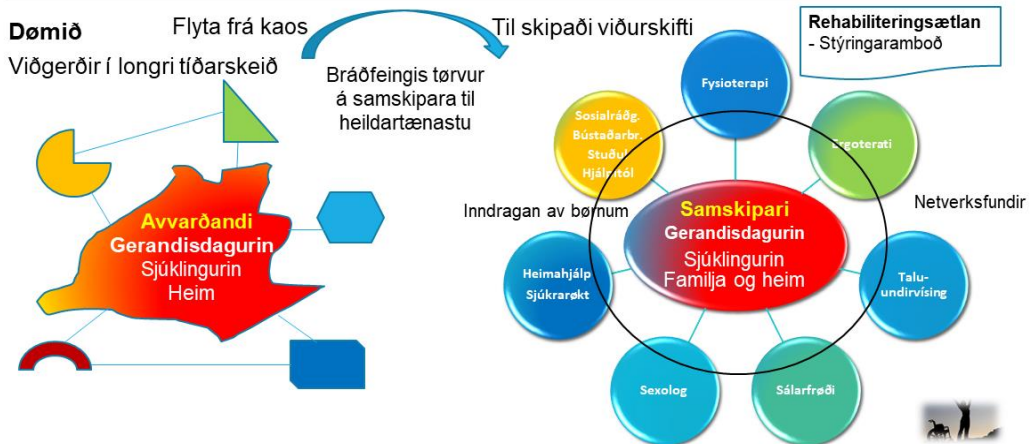 Dømið
Viðgerðir í longri tíðarskeið
Flyta frá kaos
Bráðfeingis tørvur
á samskipara til
heildartænastu
Til skipaði viðurskifti
Rehabiliteringsætlan
- Stýringaramboð
Avvarðandi
Gerandisdagurin
Sjúklingurin
Heim
Inndragan av børnum
Netverksfundir
Samskipari
Gerandisdagurin
Sjúklingurin
Familja og heim
Fysioterapi
Ergoterati
Talu-
undirvísing
Sálarfrøði
Sexolog
Heimahjálp
Sjúkrarøkt
Sosialráðg.
Bústaðarbr.
Stuðul
Hjálpitól